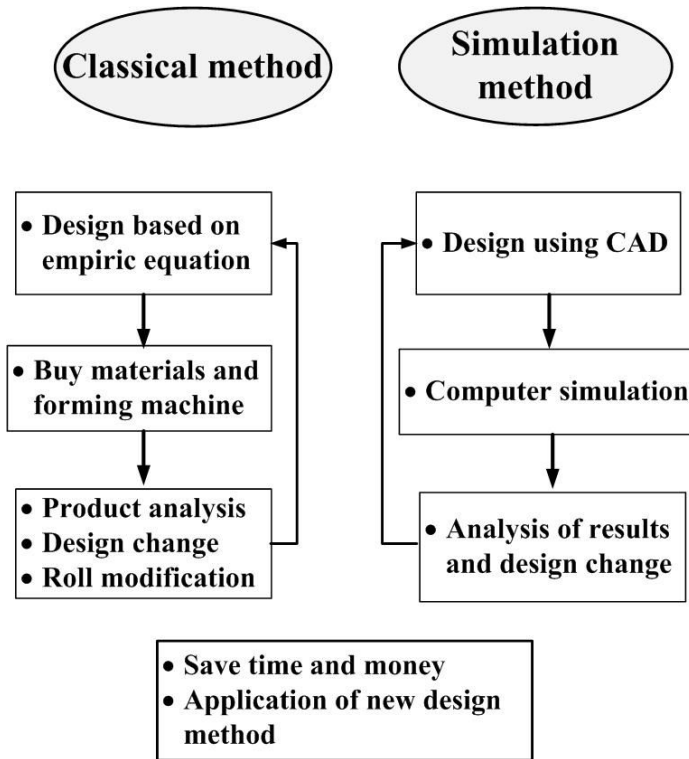 Classical method
Simulation
method
• Design based on
empiric equation
• Buy materials and
forming machine
• Product analysis
• Design change
• Roll modification
• Design using CAD
• Computer simulation
• Analysis of results
and design change
• Save time and money
• Application of new design
method